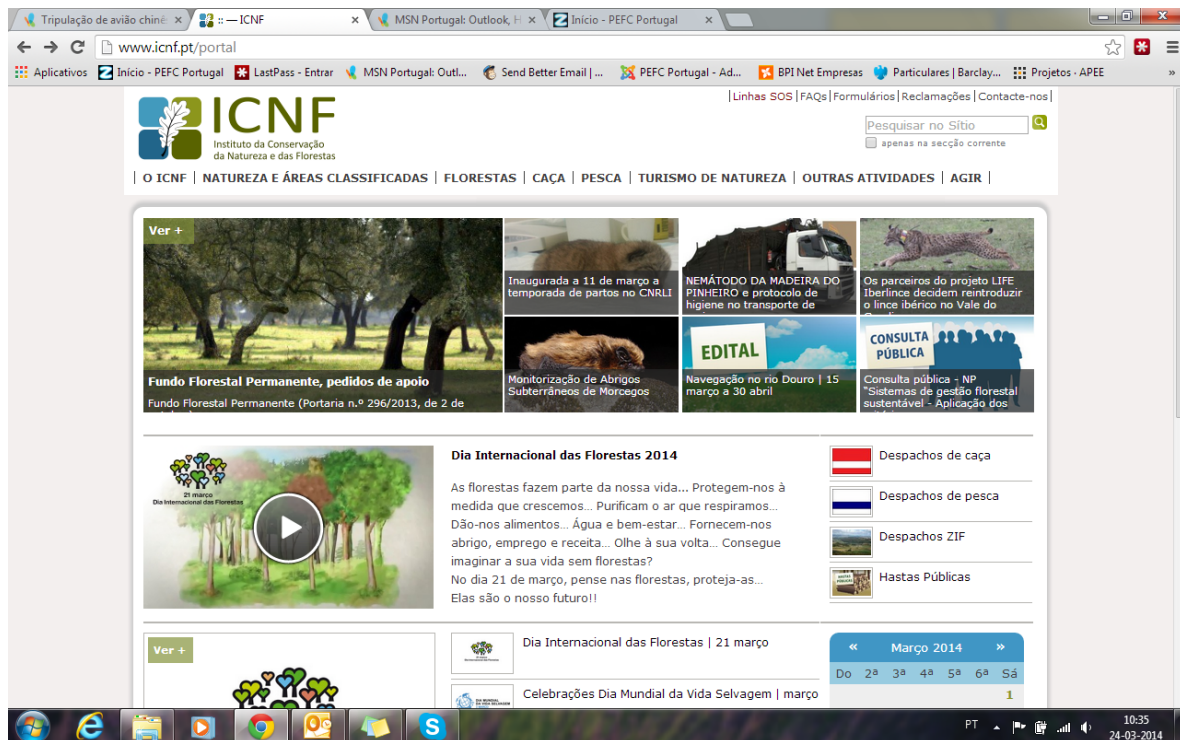 Tripulação de avião chinê
:: — ICNF
MSN Portugal: Outlook, H
Início - PEFC Portugal
www.icnf.pt/portal
Aplicativos
Início - PEFC Portugal
LastPass - Entrar
MSN Portugal: Outl...
Send Better Email | ...
PEFC Portugal - Ad...
BPI Net Empresas
Particulares | Barclay...
Projetos · APEE
»
|Linhas SOS|FAQs|Formulários|Reclamações|Contacte-nos|
ICNF
Instituto da Conservação
da Natureza e das Florestas
Pesquisar no Sítio
apenas na secção corrente
| O ICNF | NATUREZA E ÁREAS CLASSIFICADAS | FLORESTAS | CAÇA | PESCA | TURISMO DE NATUREZA | OUTRAS ATIVIDADES | AGIR |
Ver +
Fundo Florestal Permanente, pedidos de apoio
Fundo Florestal Permanente (Portaria n.º 296/2013, de 2 de
Inaugurada a 11 de março a
temporada de partos no CNRLI
NEMÁTODO DA MADEIRA DO
PINHEIRO e protocolo de
higiene no transporte de
Os parceiros do projeto LIFE
Iberlince decidem reintroduzir
o lince ibérico no Vale do
Monitorização de Abrigos
Subterrâneos de Morcegos
EDITAL
Navegação no rio Douro | 15
março a 30 abril
CONSULTA
PÚBLICA
Consulta pública - NP
"Sistemas de gestão florestal
sustentável - Aplicação dos
21 março
Dia Internacional das Florestas
Dia Internacional das Florestas 2014
As florestas fazem parte da nossa vida... Protegem-nos à
medida que crescemos... Purificam o ar que respiramos...
Dão-nos alimentos... Água e bem-estar... Fornecem-nos
abrigo, emprego e receita... Olhe à sua volta... Consegue
imaginar a sua vida sem florestas?
No dia 21 de março, pense nas florestas, proteja-as...
Elas são o nosso futuro!!
Despachos de caça
Despachos de pesca
Despachos ZIF
Hastas Públicas
Ver +
Dia Internacional das Florestas | 21 março
Celebrações Dia Mundial da Vida Selvagem | março
« Março 2014 »
Do 2ª 3ª 4ª 5ª 6ª Sá
1
PT
10:35
24-03-2014